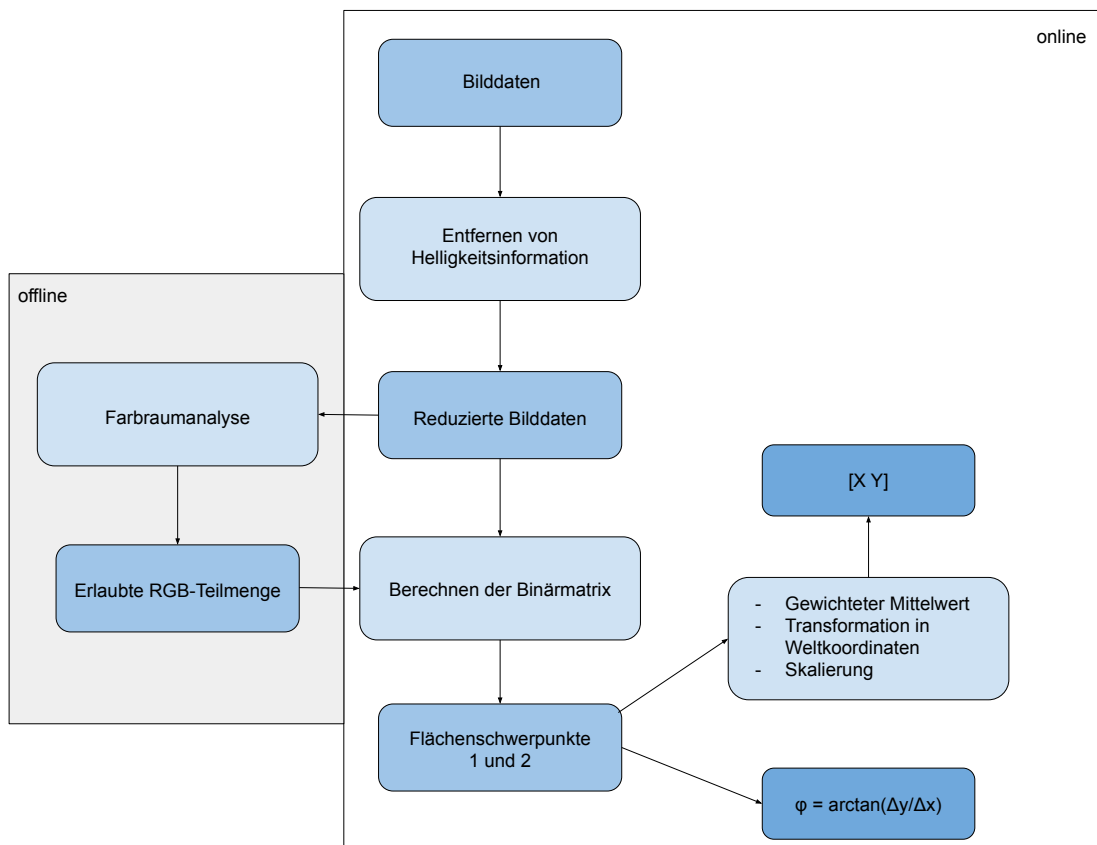 online
Bilddaten
Entfernen von
Helligkeitsinformation
offline
Farbraumanalyse
Reduzierte Bilddaten
[X Y]
Erlaubte RGB-Teilmenge
Berechnen der Binärmatrix
- Gewichteter Mittelwert
- Transformation in
Weltkoordinaten
- Skalierung
Flächenschwerpunkte
1 und 2
φ = arctan(Δy/Δx)